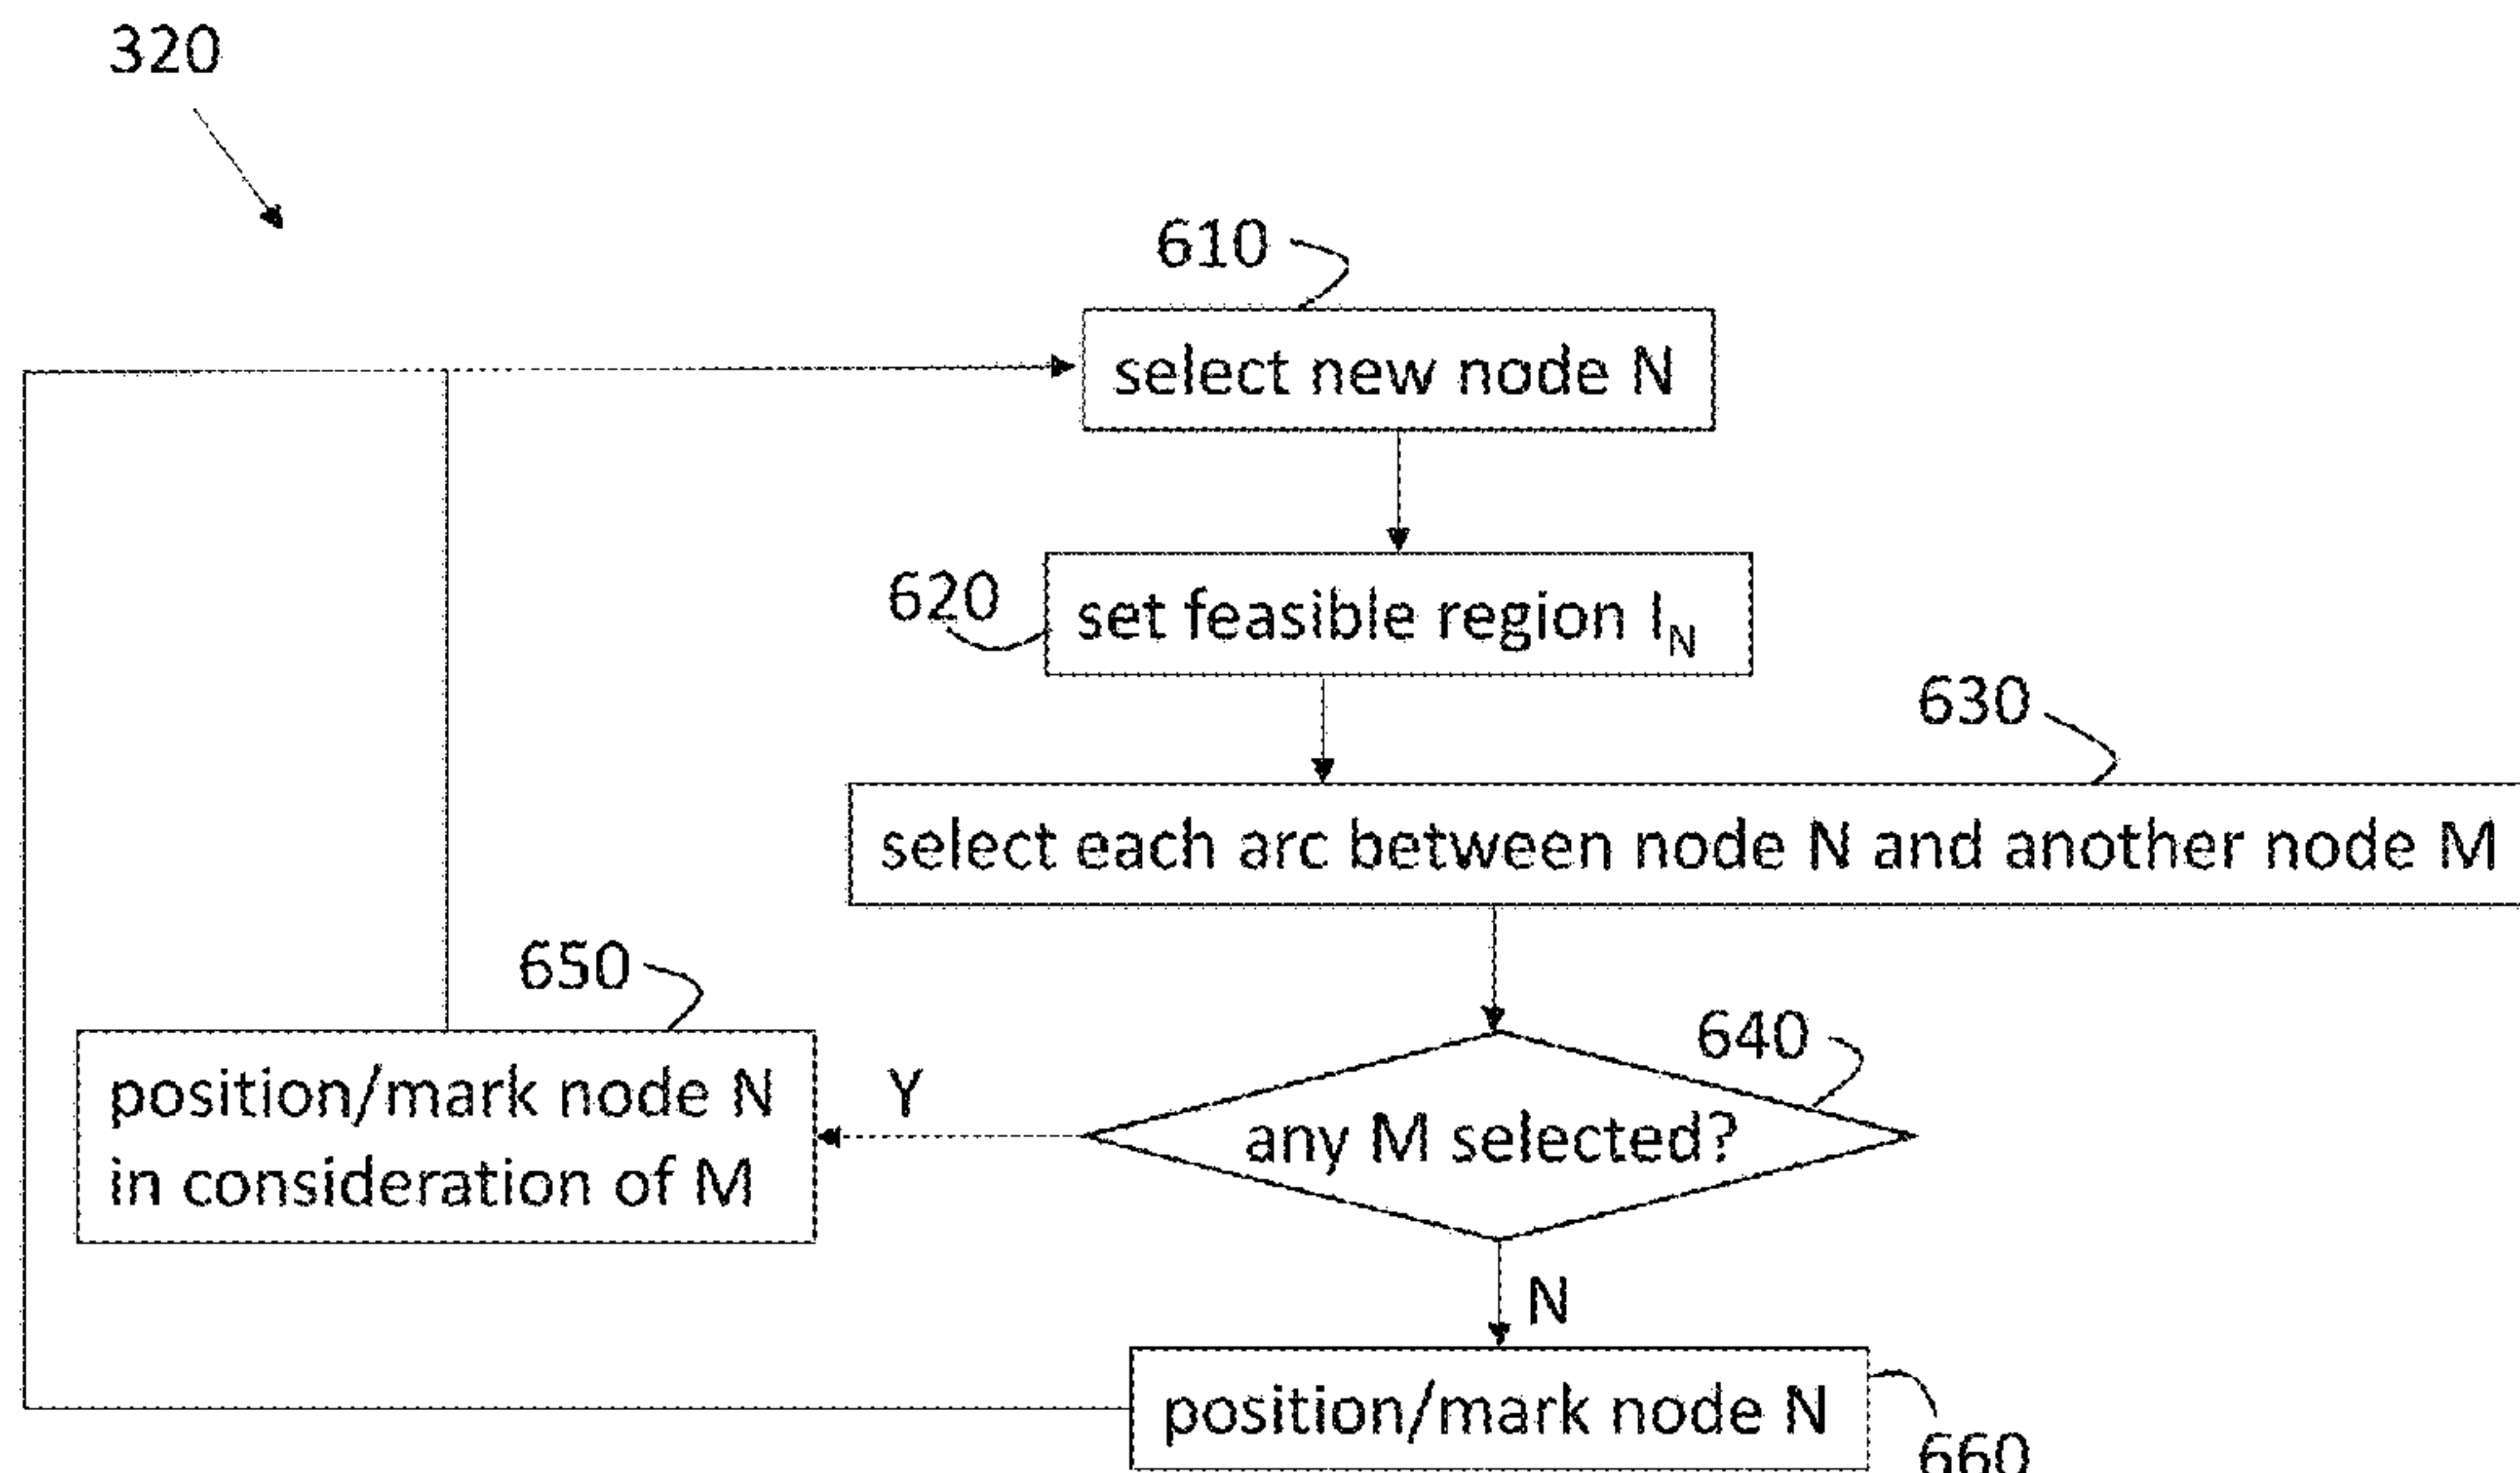 320
610
select new node N
620
set feasible region I_N
630
select each arc between node N and another node M
650
640
position/mark node N
in consideration of M
Y
any M selected?
N
position/mark node N
660